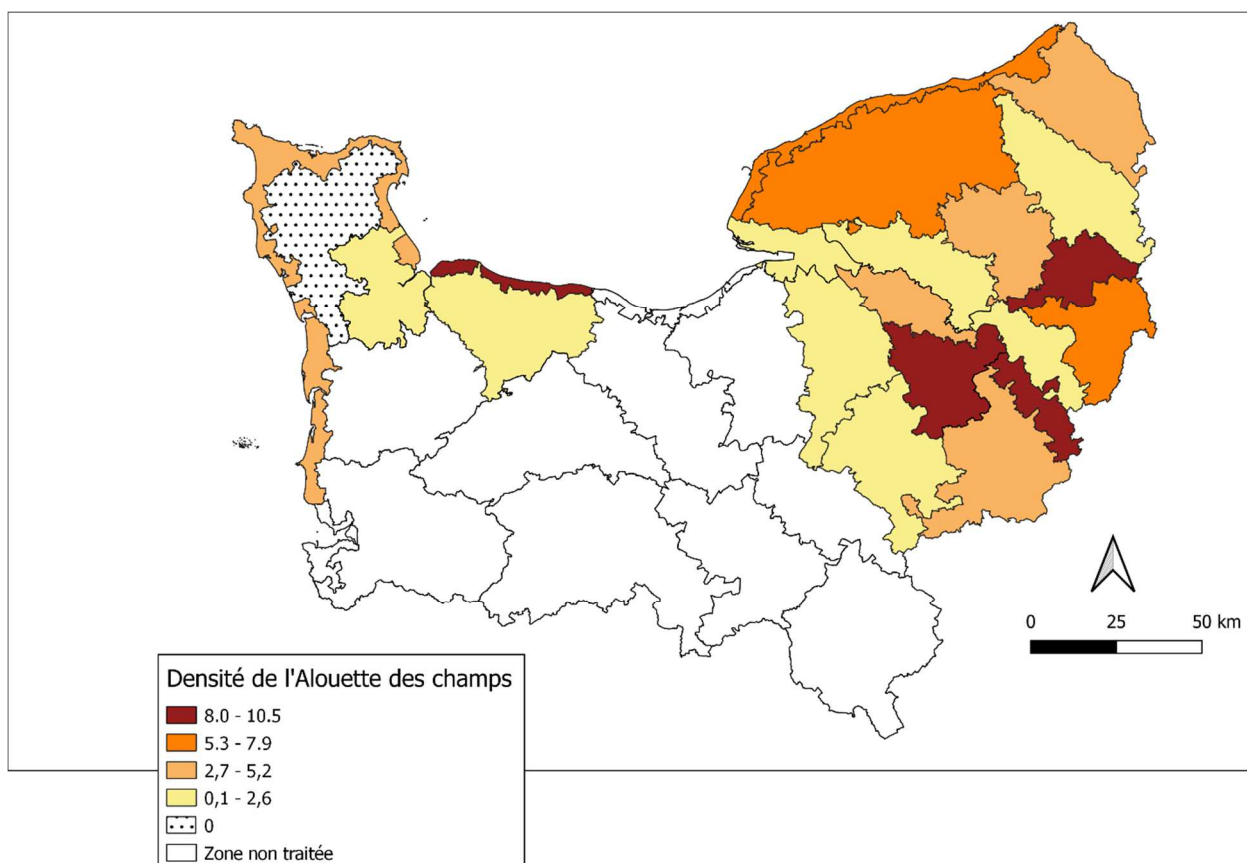 0 25 50 km
Densité de l'Alouette des champs
8.0 - 10.5
5.3 - 7.9
2,7 - 5,2
0,1 - 2,6
0
Zone non traitée